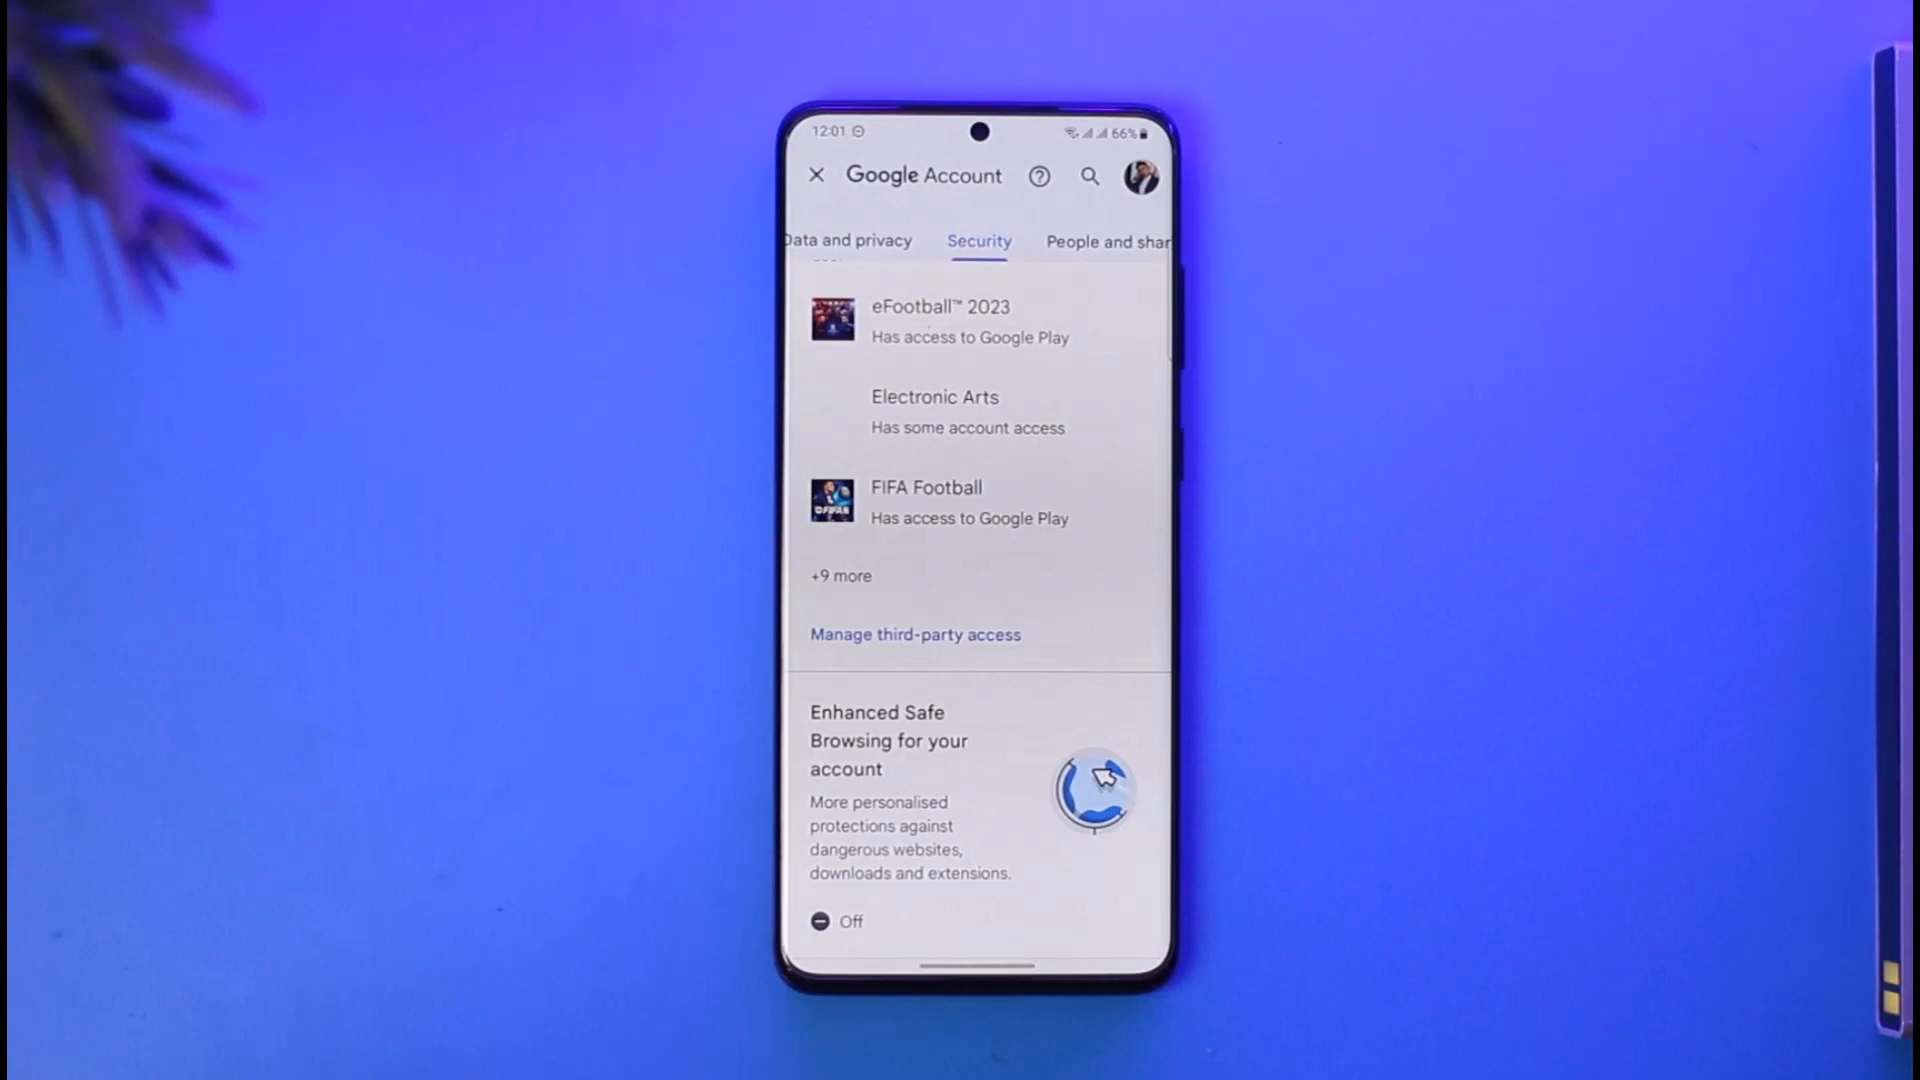 12:01
66%
Google Account
Data and privacy
Security
People and shar
eFootball™ 2023
Has access to Google Play
Electronic Arts
Has some account access
FIFA Football
Has access to Google Play
+9 more
Manage third-party access
Enhanced Safe
Browsing for your
account
More personalised
protections against
dangerous websites,
downloads and extensions.
Off